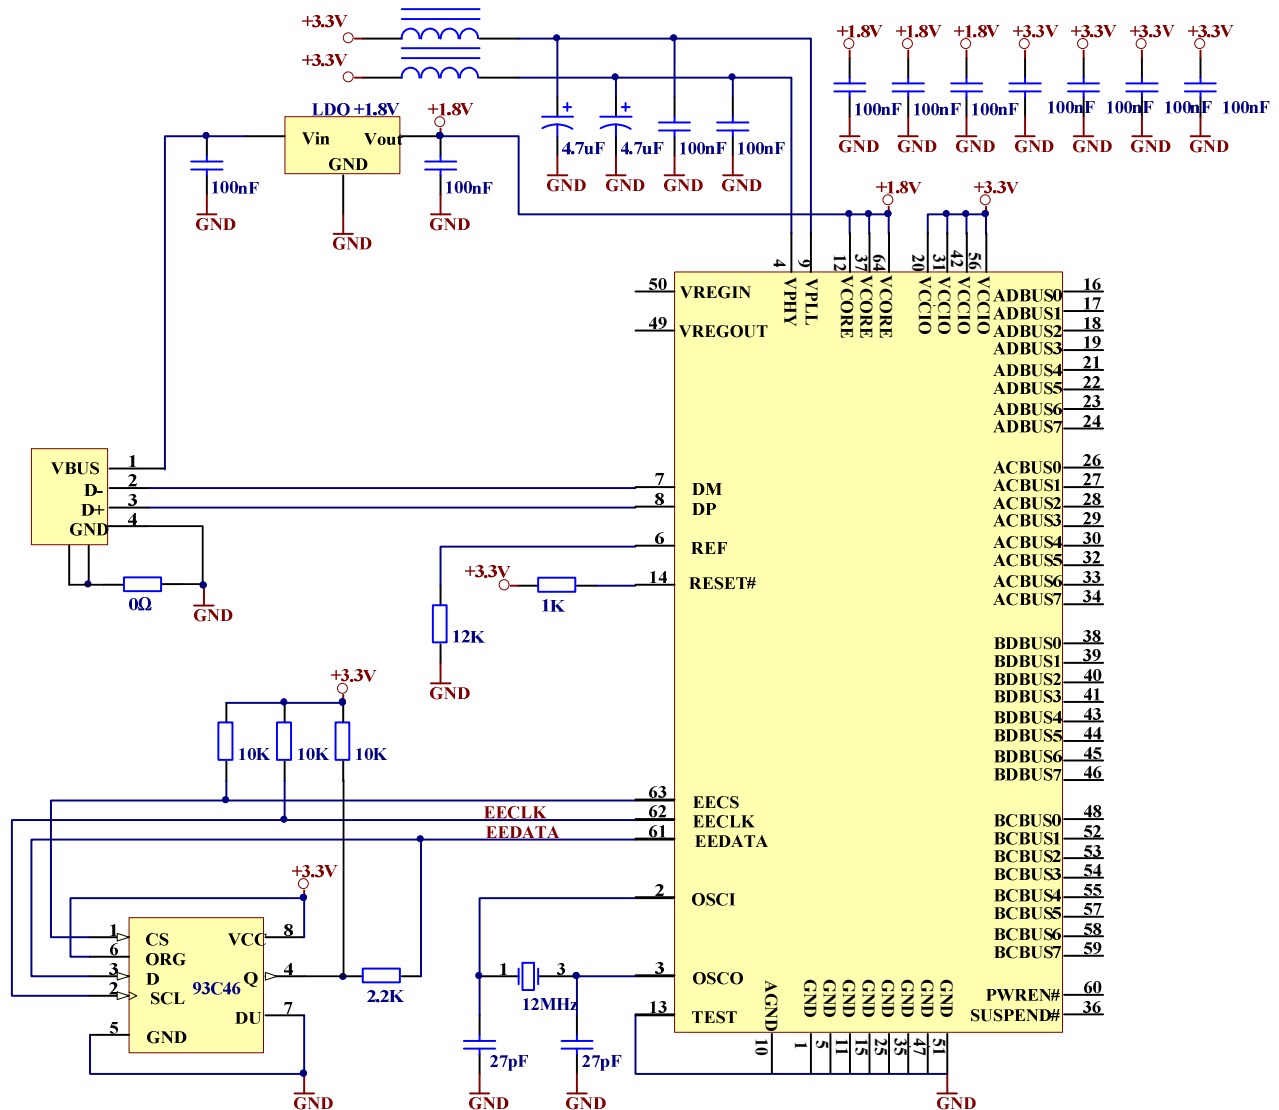 +3.3V
+3.3V
+1.8V +1.8V +1.8V +3.3V +3.3V +3.3V +3.3V
100nF 100nF 100nF 100nF 100nF 100nF 100nF
GND GND GND GND GND GND GND
LDO +1.8V
+1.8V
Vin Vout
GND
4.7uF 4.7uF 100nF 100nF
GND GND GND GND
100nF 100nF
GND GND
GND
+1.8V +3.3V
4 9 12 37 64 20 31 42 56
VPHY VPLL VCORE VCORE VCORE VCCIO VCCIO VCCIO VCCIO
50 VREGIN
49 VREGOUT
ADBUS0 16
ADBUS1 17
ADBUS2 18
ADBUS3 19
ADBUS4 21
ADBUS5 22
ADBUS6 23
ADBUS7 24
VBUS 1
D- 2
D+ 3
GND 4
0Ω
GND
7 DM
8 DP
6 REF
+3.3V
1K
14 RESET#
12K
GND
ACBUS0 26
ACBUS1 27
ACBUS2 28
ACBUS3 29
ACBUS4 30
ACBUS5 32
ACBUS6 33
ACBUS7 34
BDBUS0 38
BDBUS1 39
BDBUS2 40
BDBUS3 41
BDBUS4 43
BDBUS5 44
BDBUS6 45
BDBUS7 46
+3.3V
10K 10K 10K
63 EECS
EECLK 62 EECLK
EEDATA 61 EEDATA
BCBUS0 48
BCBUS1 52
BCBUS2 53
BCBUS3 54
BCBUS4 55
BCBUS5 57
BCBUS6 58
BCBUS7 59
+3.3V
1 CS VCC 8
6 ORG
3 D Q 4
2 SCL 93C46
DU 7
5 GND
2.2K
GND
2 OSCI
1 3
12MHz
3 OSCO
13 TEST
27pF 27pF
GND GND
PWREN# 60
SUSPEND# 36
AGND GND GND GND GND GND GND GND GND
10 1 5 11 15 25 35 47 51
GND